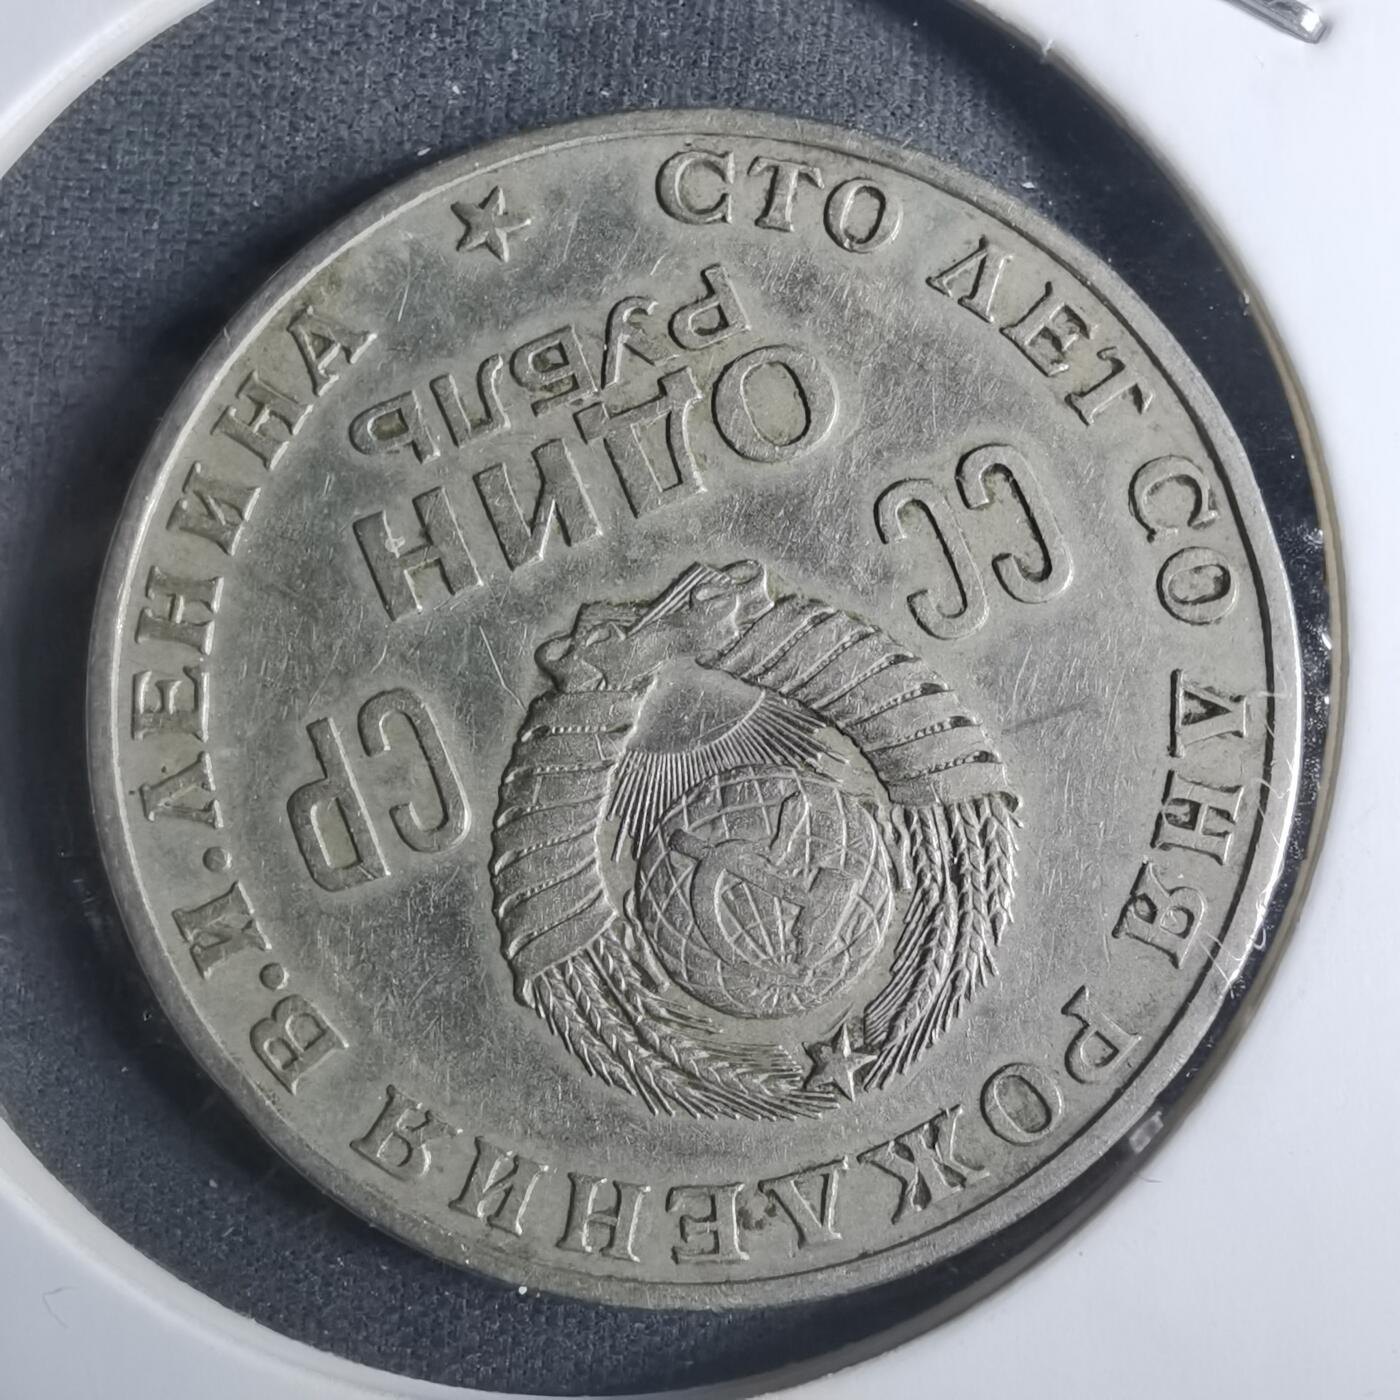 СТО ЛЕТ СО ДНЯ РОЖДЕНИЯ В.И.ЛЕНИНА
СС СР
ОДИН
РУБЛЬ